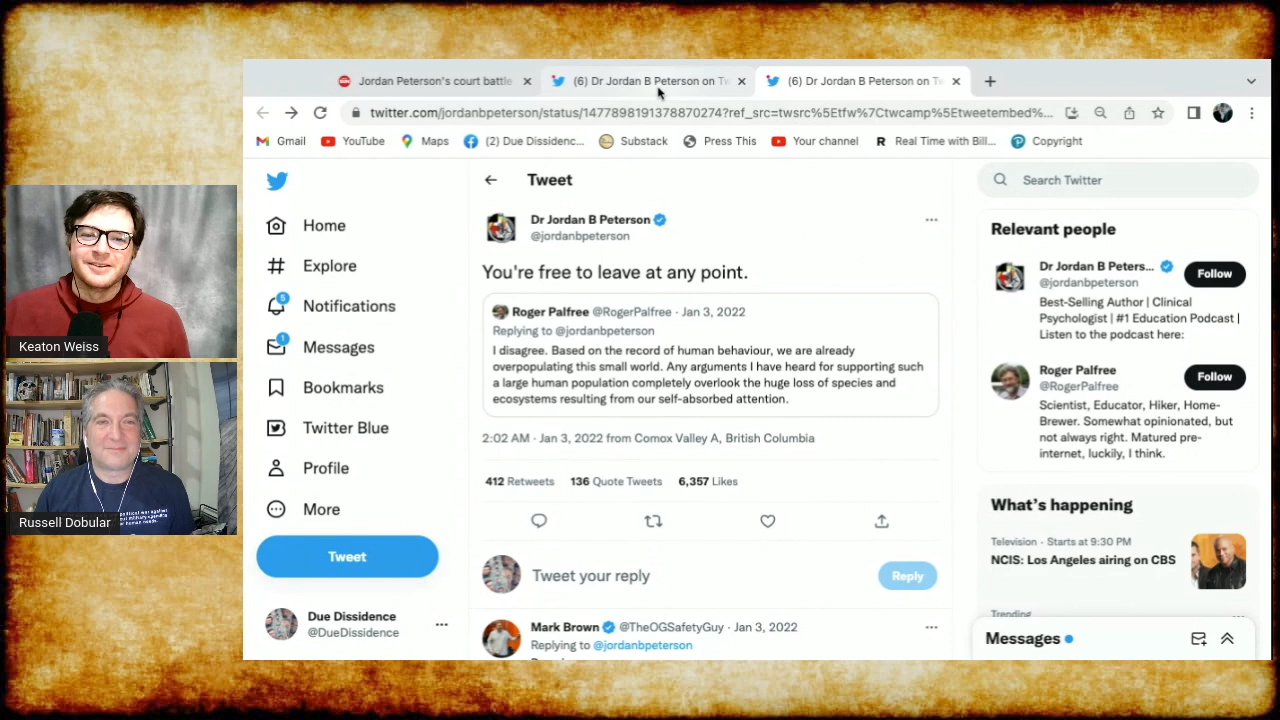 Jordan Peterson's court battle
(6) Dr Jordan B Peterson on Tw
(6) Dr Jordan B Peterson on Tw
twitter.com/jordanbpeterson/status/1477898191378870274?ref_src=twsrc%5Etfw%7Ctwcamp%5Etweetembed%...
Gmail
YouTube
Maps
(2) Due Dissidenc...
Substack
Press This
Your channel
R
Real Time with Bill...
Copyright
Keaton Weiss
Russell Dobular
Home
Explore
5
Notifications
1
Messages
Bookmarks
Twitter Blue
Profile
More
Tweet
Due Dissidence
@DueDissidence
Tweet
Dr Jordan B Peterson
@jordanbpeterson
You're free to leave at any point.
Roger Palfree @RogerPalfree · Jan 3, 2022
Replying to @jordanbpeterson
I disagree. Based on the record of human behaviour, we are already
overpopulating this small world. Any arguments I have heard for supporting such
a large human population completely overlook the huge loss of species and
ecosystems resulting from our self-absorbed attention.
2:02 AM · Jan 3, 2022 from Comox Valley A, British Columbia
412 Retweets 136 Quote Tweets 6,357 Likes
Tweet your reply
Reply
Mark Brown @TheOGSafetyGuy · Jan 3, 2022
Replying to @jordanbpeterson
Search Twitter
Relevant people
Dr Jordan B Peters...
@jordanbpeterson
Follow
Best-Selling Author | Clinical
Psychologist | #1 Education Podcast |
Listen to the podcast here:
Roger Palfree
@RogerPalfree
Follow
Scientist, Educator, Hiker, Home-
Brewer. Somewhat opinionated, but
not always right. Matured pre-
internet, luckily, I think.
What's happening
Television · Starts at 9:30 PM
NCIS: Los Angeles airing on CBS
Trending
Messages